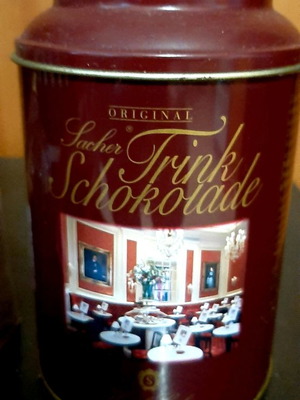 ORIGINAL
Sacher® Trink
Schokolade
S